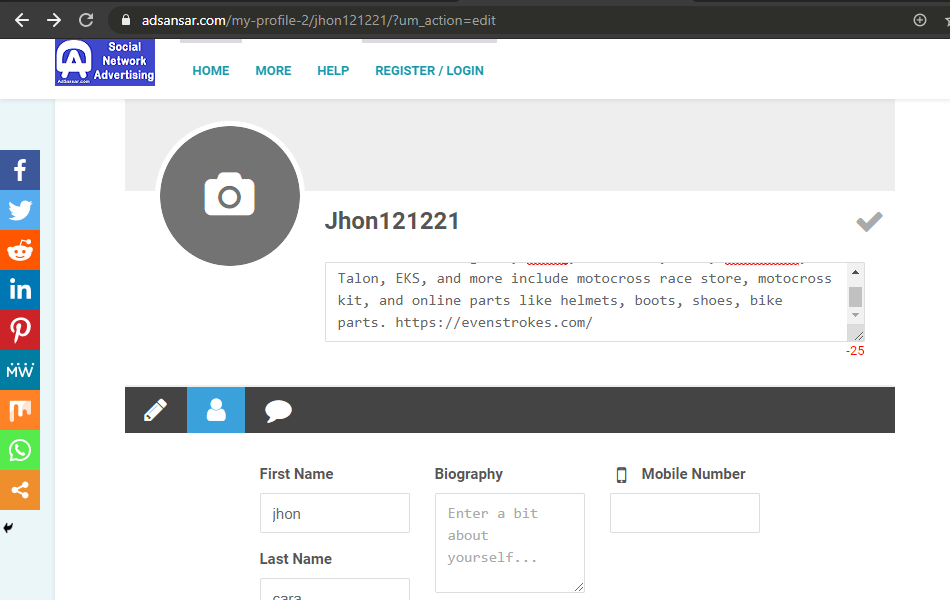 adsansar.com/my-profile-2/jhon121221/?um_action=edit
Social
Network
Advertising
AdSansar.com
HOME MORE HELP REGISTER / LOGIN
Jhon121221
Talon, EKS, and more include motocross race store, motocross
kit, and online parts like helmets, boots, shoes, bike
parts. https://evenstrokes.com/
-25
First Name
jhon
Last Name
cara
Biography
Enter a bit
about
yourself...
Mobile Number
MW